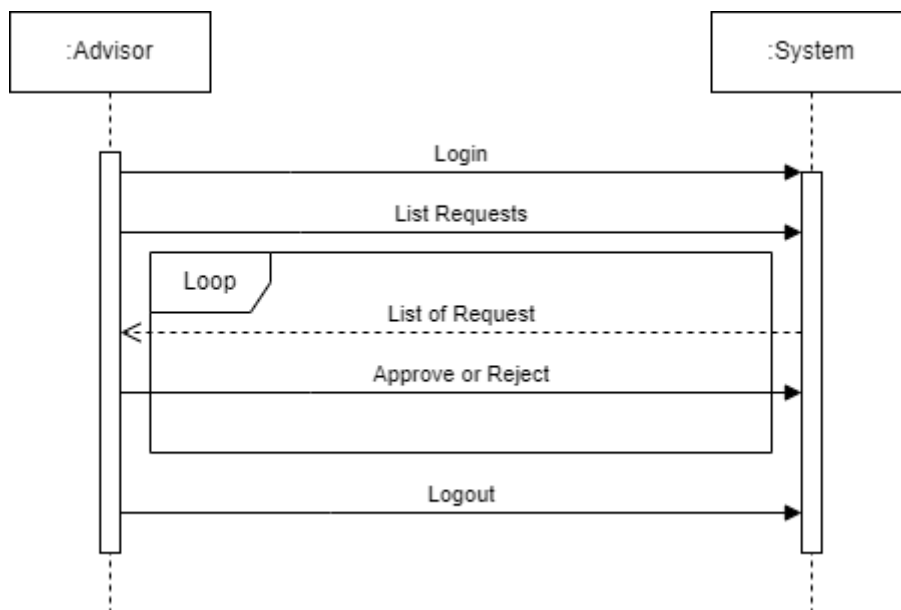 :Advisor
:System
Login
List Requests
Loop
List of Request
Approve or Reject
Logout